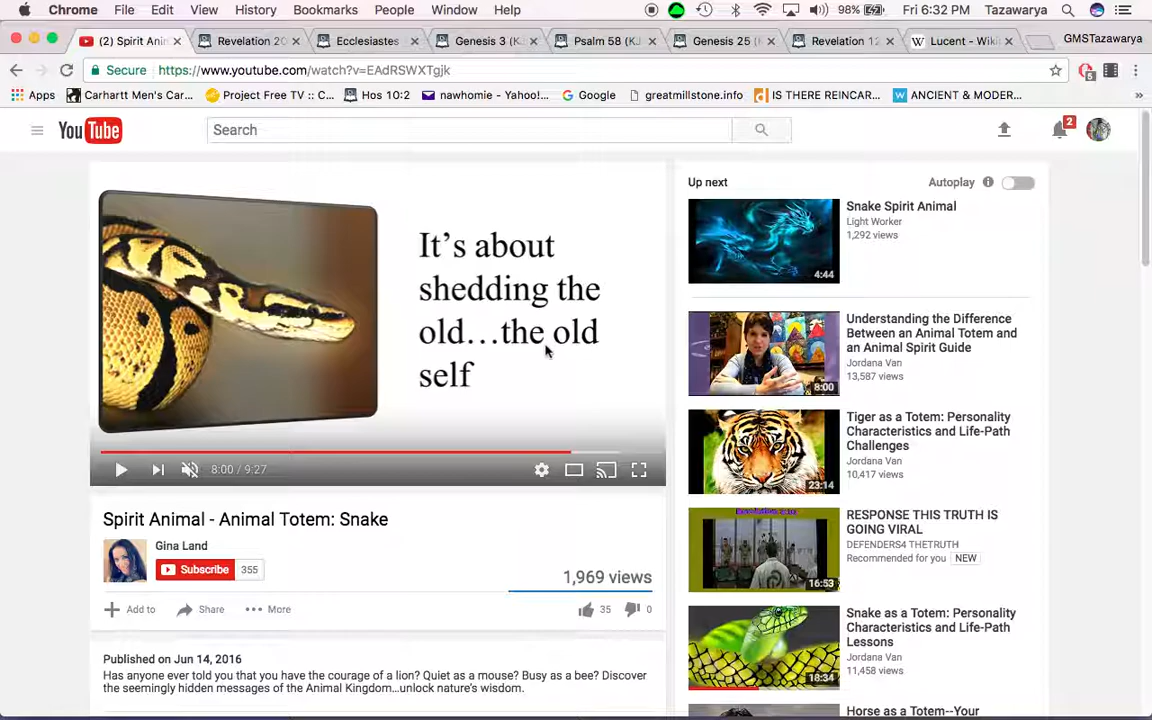 Chrome File Edit View History Bookmarks People Window Help 98% Fri 6:32 PM Tazawarya
(2) Spirit Anim Revelation 20 Ecclesiastes Genesis 3 (KJ Psalm 58 (KJ Genesis 25 (K Revelation 12 Lucent - Wiki GMSTazawarya
Secure https://www.youtube.com/watch?v=EAdRSWXTgjk
Apps Carhartt Men's Car... Project Free TV :: C... Hos 10:2 nawhomie - Yahoo!... Google greatmillstone.info IS THERE REINCAR... ANCIENT & MODER... »
YouTube Search 2
It's about
shedding the
old…the old
self
8:00 / 9:27
Spirit Animal - Animal Totem: Snake
Gina Land
Subscribe 355
1,969 views
Add to Share More 35 0
Published on Jun 14, 2016
Has anyone ever told you that you have the courage of a lion? Quiet as a mouse? Busy as a bee? Discover
the seemingly hidden messages of the Animal Kingdom...unlock nature's wisdom.
Up next Autoplay
Snake Spirit Animal
Light Worker
1,292 views
4:44
Understanding the Difference
Between an Animal Totem and
an Animal Spirit Guide
Jordana Van
13,587 views
8:00
Tiger as a Totem: Personality
Characteristics and Life-Path
Challenges
Jordana Van
10,417 views
23:14
RESPONSE THIS TRUTH IS
GOING VIRAL
DEFENDERS4 THETRUTH
Recommended for you NEW
16:53
Snake as a Totem: Personality
Characteristics and Life-Path
Lessons
Jordana Van
11,458 views
18:34
Horse as a Totem--Your